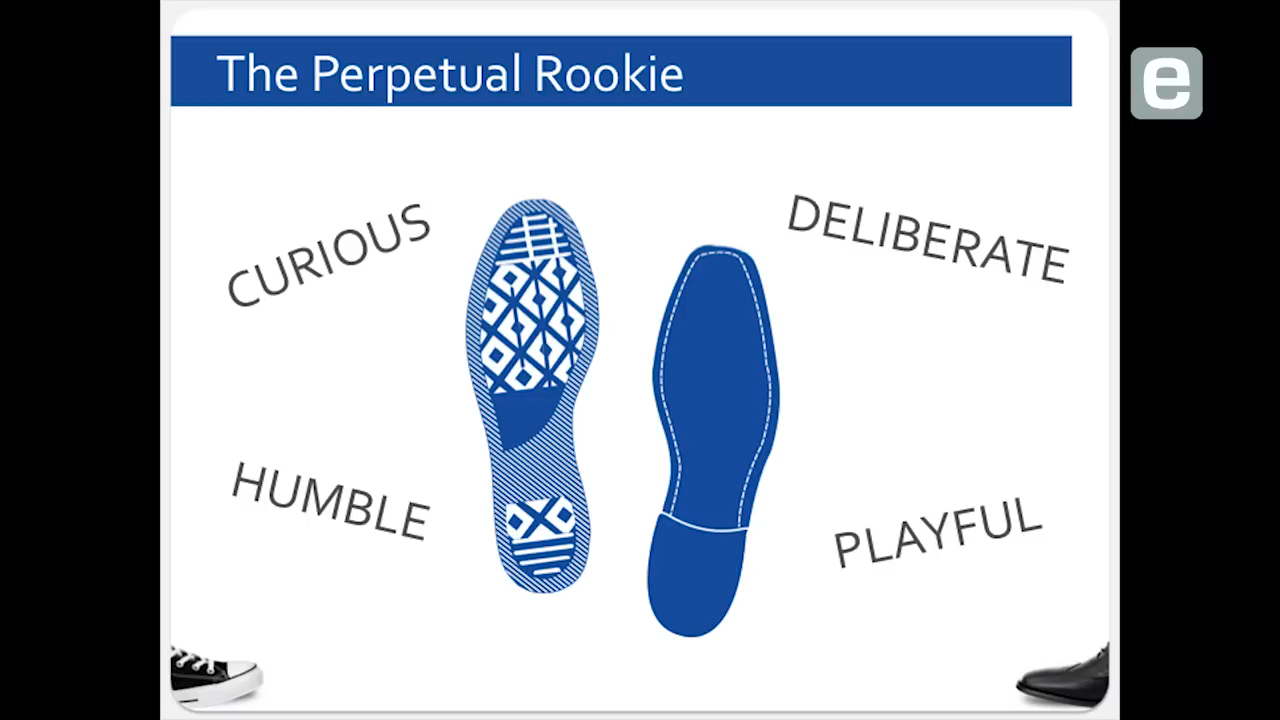 The Perpetual Rookie
e
CURIOUS
DELIBERATE
HUMBLE
PLAYFUL